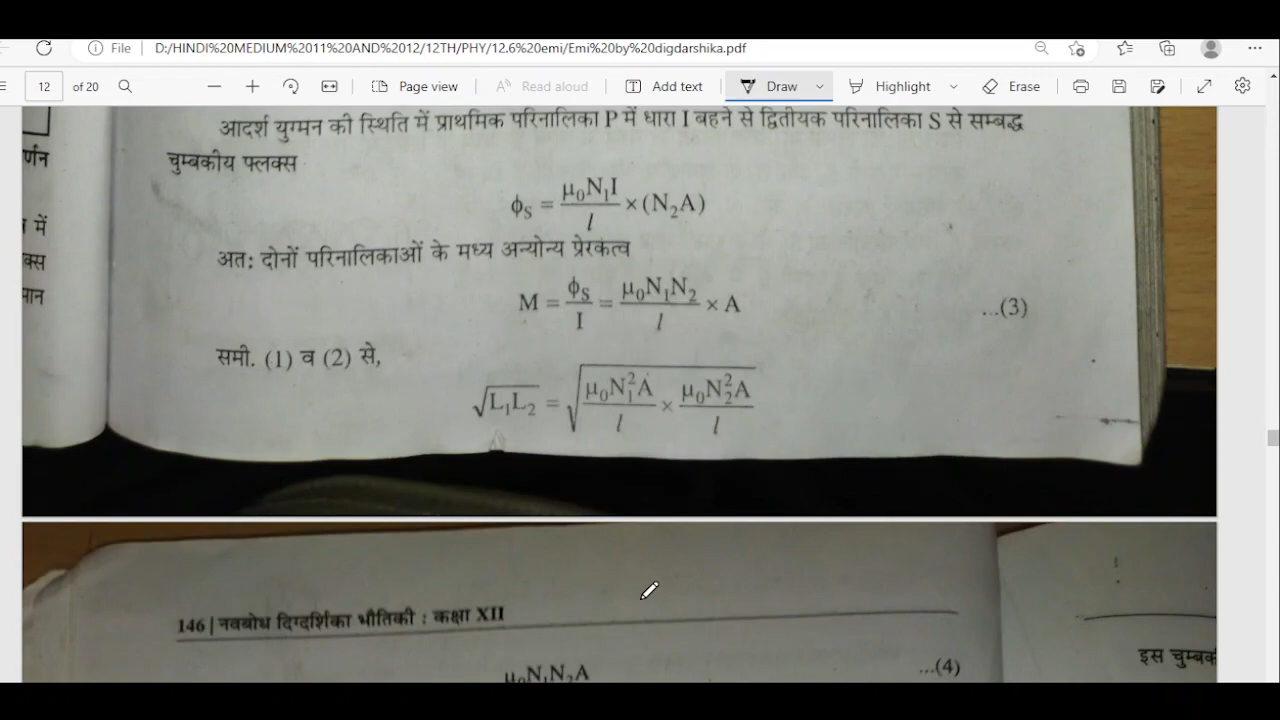 File D:/HINDI%20MEDIUM%2011%20AND%2012/12TH/PHY/12.6%20emi/Emi%20by%20digdarshika.pdf
12 of 20 Page view Read aloud Add text Draw Highlight Erase
आदर्श युग्मन की स्थिति में प्राथमिक परिनालिका P में धारा I बहने से द्वितीयक परिनालिका S से सम्बद्ध
र्णन चुम्बकीय फ्लक्स
ϕS = μ0N1I/l × (N2A)
में
अतः दोनों परिनालिकाओं के मध्य अन्योन्य प्रेरकत्व
क्स
मान
M = ϕS/I = μ0N1N2/l × A ...(3)
समी. (1) व (2) से,
√L1L2 = √μ0N1²A/l × μ0N2²A/l
146 | नवबोध दिग्दर्शिका भौतिकी : कक्षा XII
इस चुम्बकी
μ0N1N2A ...(4)